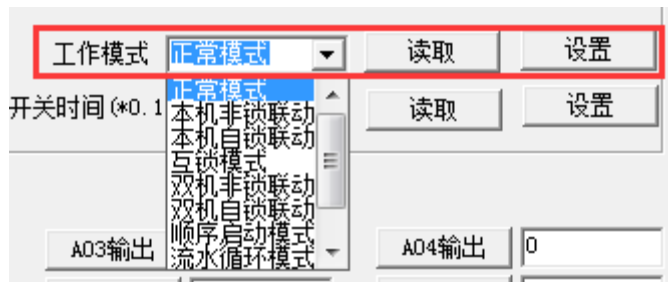 工作模式 正常模式 读取 设置
正常模式
开关时间(*0.1 读取 设置
本机非锁联动
本机自锁联动
互锁模式
双机非锁联动
双机自锁联动
顺序启动模式
A03输出 A04输出 0
流水循环模式